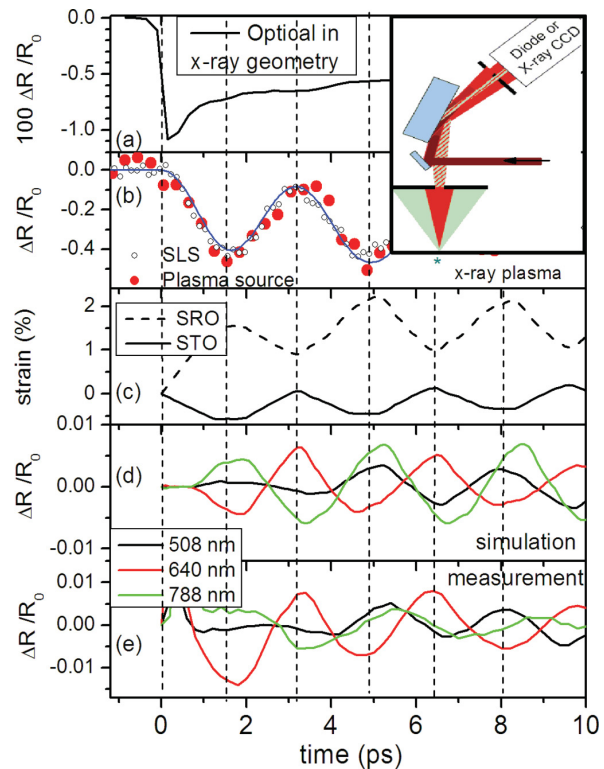 0.0
-0.5
-1.0
100 ΔR/R0
(a)
Optioal in
x-ray geometry
Diode or
X-ray CCD
*
x-ray plasma
0.0
-0.2
-0.4
ΔR/R0
(b)
SLS
Plasma source
2
1
0
strain (%)
SRO
STO
(c)
0.01
0.00
-0.01
ΔR/R0
(d)
simulation
508 nm
640 nm
788 nm
measurement
0.01
0.00
-0.01
ΔR/R0
(e)
0 2 4 6 8 10
time (ps)